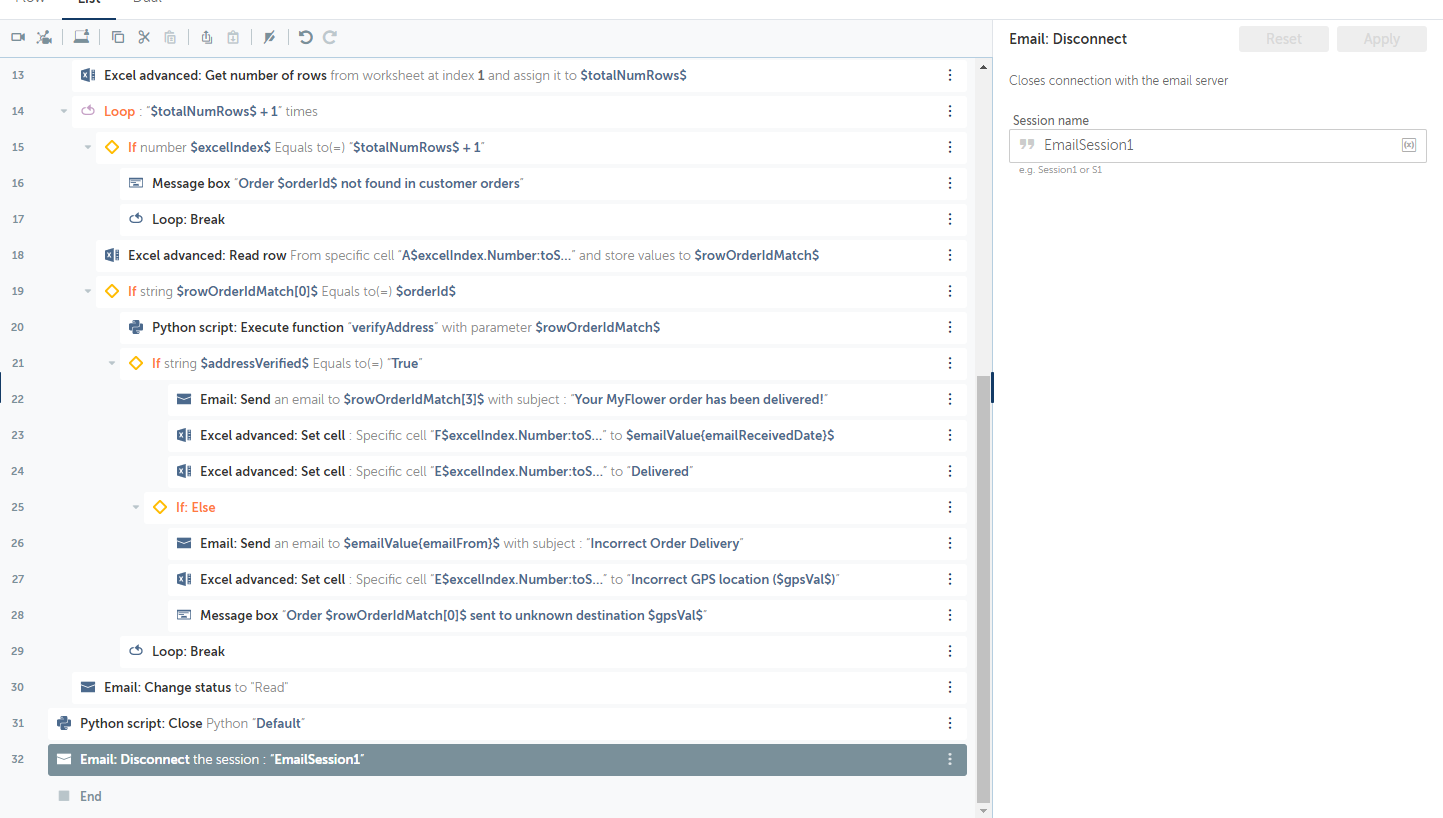 List
13 Excel advanced: Get number of rows from worksheet at index 1 and assign it to $totalNumRows$
14 Loop : "$totalNumRows$ + 1" times
15 If number $excelIndex$ Equals to(=) "$totalNumRows$ + 1"
16 Message box "Order $orderId$ not found in customer orders"
17 Loop: Break
18 Excel advanced: Read row From specific cell "A$excelIndex.Number:toS..." and store values to $rowOrderIdMatch$
19 If string $rowOrderIdMatch[0]$ Equals to(=) $orderId$
20 Python script: Execute function "verifyAddress" with parameter $rowOrderIdMatch$
21 If string $addressVerified$ Equals to(=) "True"
22 Email: Send an email to $rowOrderIdMatch[3]$ with subject : "Your MyFlower order has been delivered!"
23 Excel advanced: Set cell : Specific cell "F$excelIndex.Number:toS..." to $emailValue{emailReceivedDate}$
24 Excel advanced: Set cell : Specific cell "E$excelIndex.Number:toS..." to "Delivered"
25 If: Else
26 Email: Send an email to $emailValue{emailFrom}$ with subject : "Incorrect Order Delivery"
27 Excel advanced: Set cell : Specific cell "E$excelIndex.Number:toS..." to "Incorrect GPS location ($gpsVal$)"
28 Message box "Order $rowOrderIdMatch[0]$ sent to unknown destination $gpsVal$"
29 Loop: Break
30 Email: Change status to "Read"
31 Python script: Close Python "Default"
32 Email: Disconnect the session : "EmailSession1"
End
Email: Disconnect
Reset
Apply
Closes connection with the email server
Session name
EmailSession1
(x)
e.g. Session1 or S1